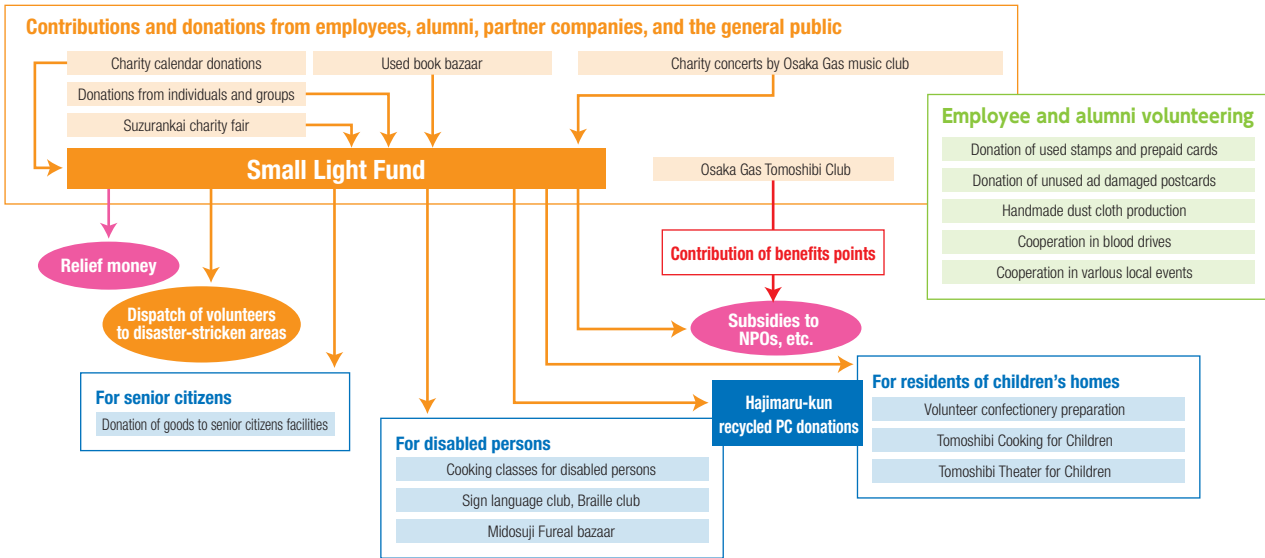 Contributions and donations from employees, alumni, partner companies, and the general public
Charity calendar donations
Used book bazaar
Charity concerts by Osaka Gas music club
Donations from individuals and groups
Suzurankai charity fair
Small Light Fund
Osaka Gas Tomoshibi Club
Employee and alumni volunteering
Donation of used stamps and prepaid cards
Donation of unused ad damaged postcards
Handmade dust cloth production
Cooperation in blood drives
Cooperation in various local events
Relief money
Contribution of benefits points
Dispatch of volunteers
to disaster-stricken areas
Subsidies to
NPOs, etc.
For senior citizens
Donation of goods to senior citizens facilities
For disabled persons
Cooking classes for disabled persons
Sign language club, Braille club
Midosuji Fureal bazaar
Hajimaru-kun
recycled PC donations
For residents of children's homes
Volunteer confectionery preparation
Tomoshibi Cooking for Children
Tomoshibi Theater for Children